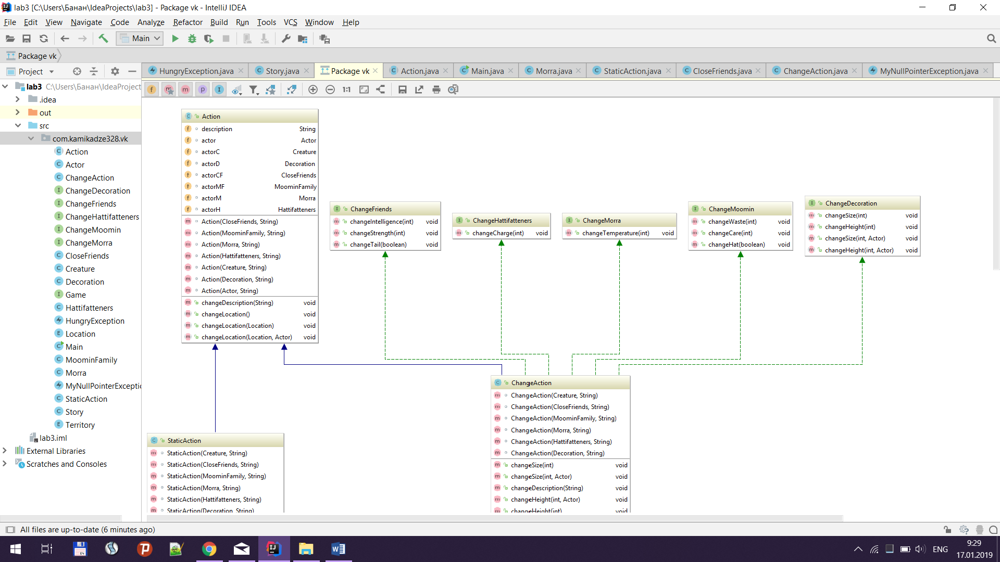 lab3 [C:\Users\Банан\IdeaProjects\lab3] - Package vk - IntelliJ IDEA
File Edit View Navigate Code Analyze Refactor Build Run Tools VCS Window Help
Main
Package vk
Project
HungryException.java Story.java Package vk Action.java Main.java Morra.java StaticAction.java CloseFriends.java ChangeAction.java MyNullPointerException.java
1:1
lab3 C:\Users\Банан\IdeaProject
.idea
out
src
com.kamikadze328.vk
Action
Actor
ChangeAction
ChangeDecoration
ChangeFriends
ChangeHattifatteners
ChangeMoomin
ChangeMorra
CloseFriends
Creature
Decoration
Game
Hattifatteners
HungryException
Location
Main
MoominFamily
Morra
MyNullPointerExceptic
StaticAction
Story
Territory
lab3.iml
External Libraries
Scratches and Consoles
Action
description String
actor Actor
actorC Creature
actorD Decoration
actorCF CloseFriends
actorMF MoominFamily
actorM Morra
actorH Hattifatteners
Action(CloseFriends, String)
Action(MoominFamily, String)
Action(Morra, String)
Action(Hattifatteners, String)
Action(Creature, String)
Action(Decoration, String)
Action(Actor, String)
changeDescription(String) void
changeLocation() void
changeLocation(Location) void
changeLocation(Location, Actor) void
ChangeFriends
changeIntelligence(int) void
changeStrength(int) void
changeTail(boolean) void
ChangeHattifatteners
changeCharge(int) void
ChangeMorra
changeTemperature(int) void
ChangeMoomin
changeWaste(int) void
changeCare(int) void
changeHat(boolean) void
ChangeDecoration
changeSize(int) void
changeHeight(int) void
changeSize(int, Actor) void
changeHeight(int, Actor) void
StaticAction
StaticAction(Creature, String)
StaticAction(CloseFriends, String)
StaticAction(MoominFamily, String)
StaticAction(Morra, String)
StaticAction(Hattifatteners, String)
StaticAction(Decoration, String)
ChangeAction
ChangeAction(Creature, String)
ChangeAction(CloseFriends, String)
ChangeAction(MoominFamily, String)
ChangeAction(Morra, String)
ChangeAction(Hattifatteners, String)
ChangeAction(Decoration, String)
changeSize(int) void
changeSize(int, Actor) void
changeDescription(String) void
changeHeight(int, Actor) void
changeHeight(int) void
All files are up-to-date (6 minutes ago)
ENG
9:29
17.01.2019